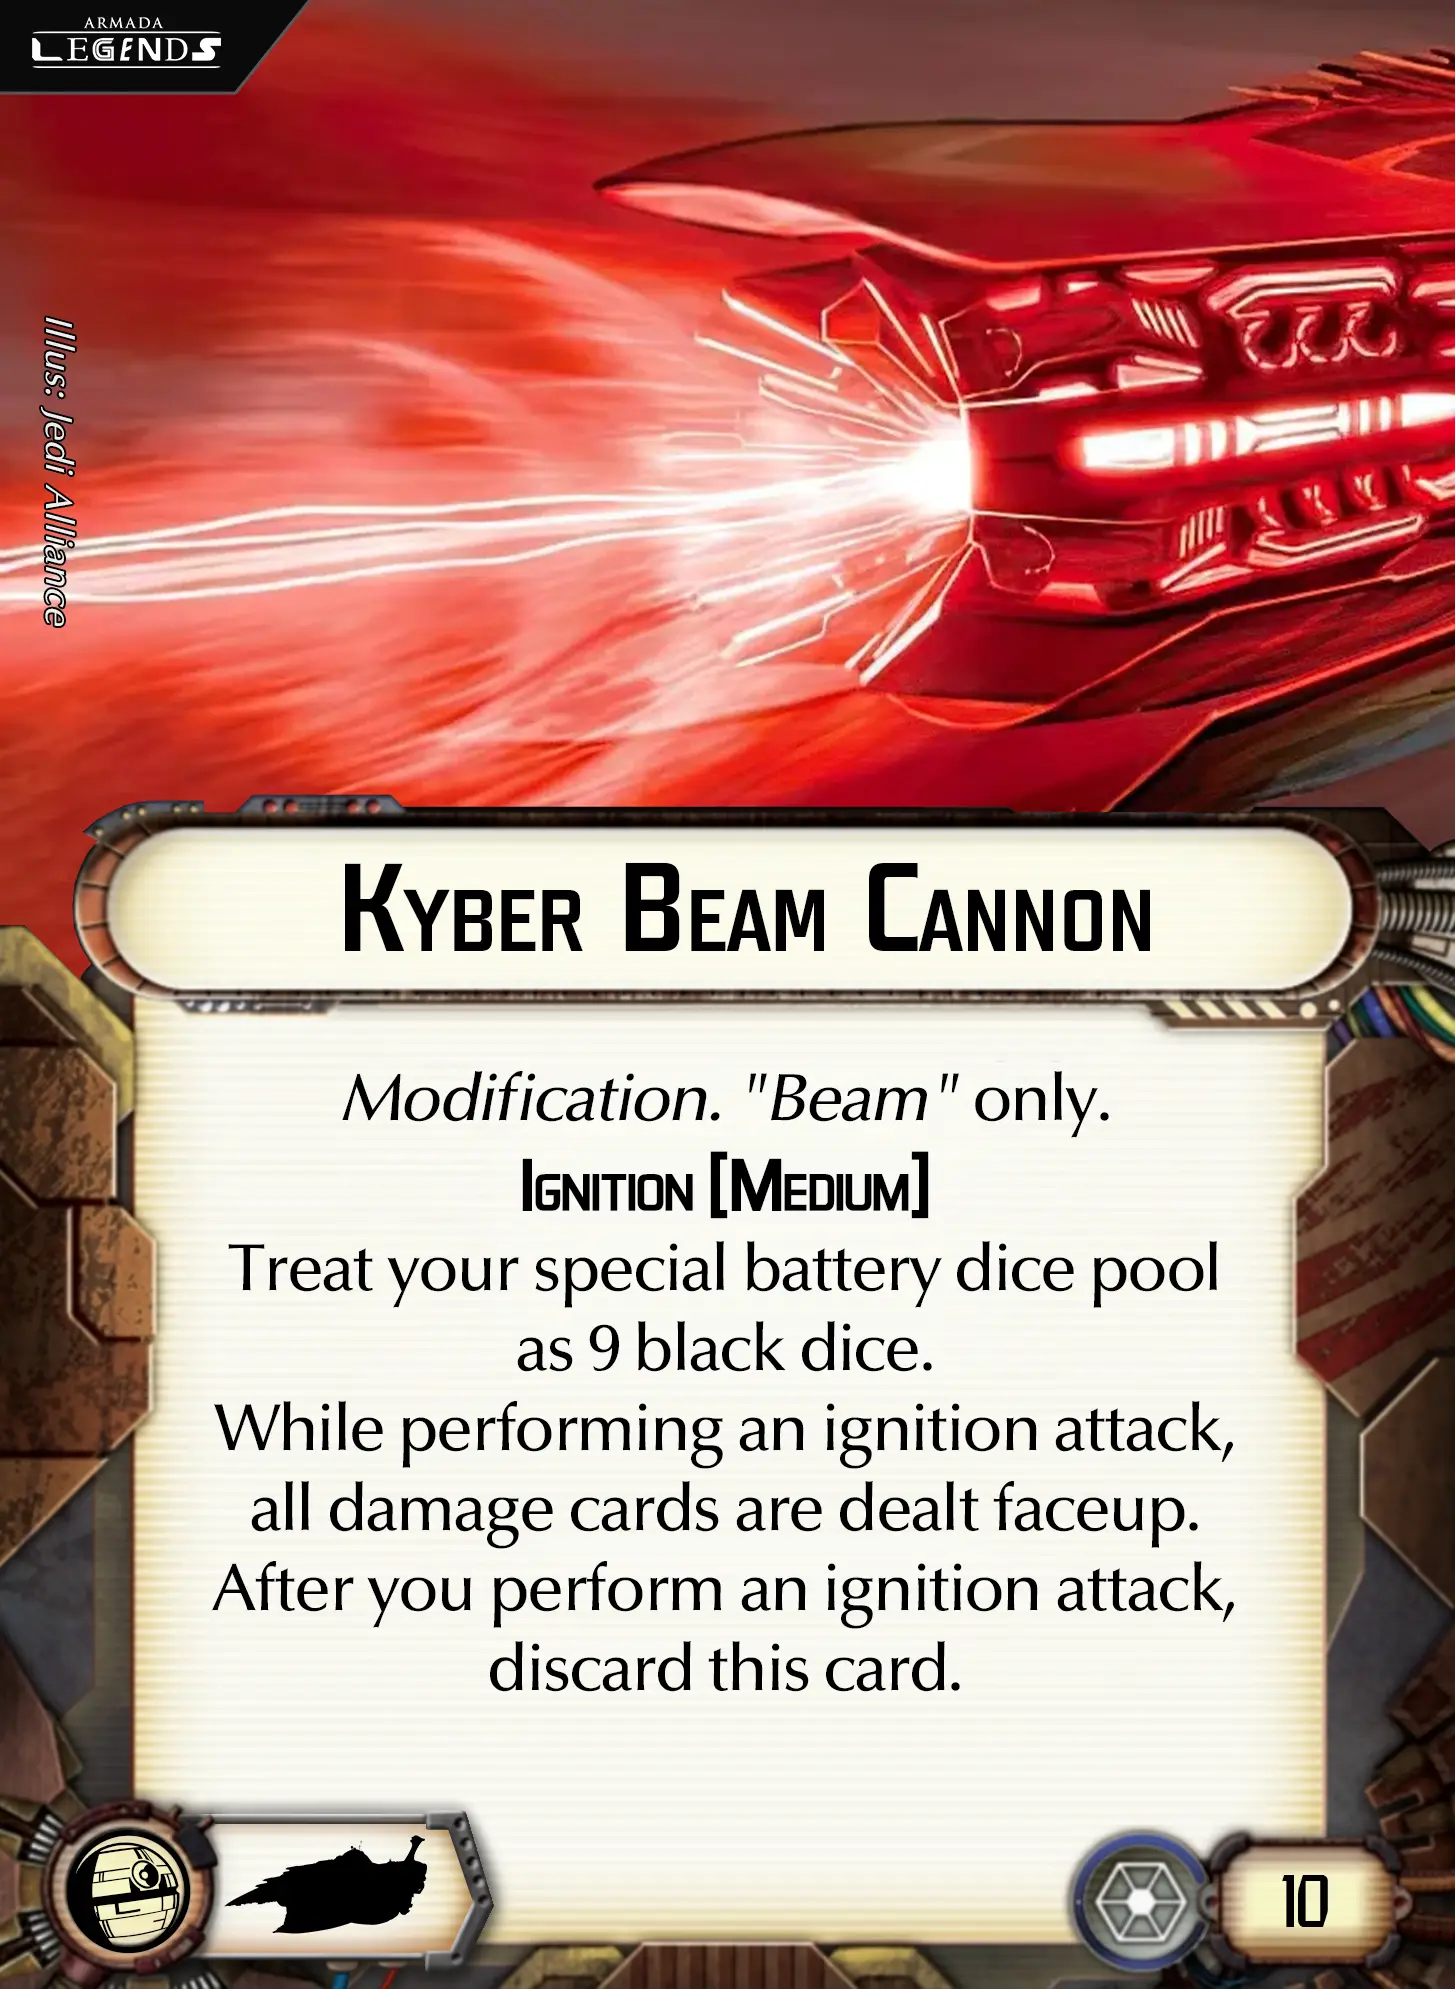 ARMADA
LEGENDS
Illus: Jedi Alliance
Kyber Beam Cannon
Modification. "Beam" only.
Ignition [Medium]
Treat your special battery dice pool
as 9 black dice.
While performing an ignition attack,
all damage cards are dealt faceup.
After you perform an ignition attack,
discard this card.
10